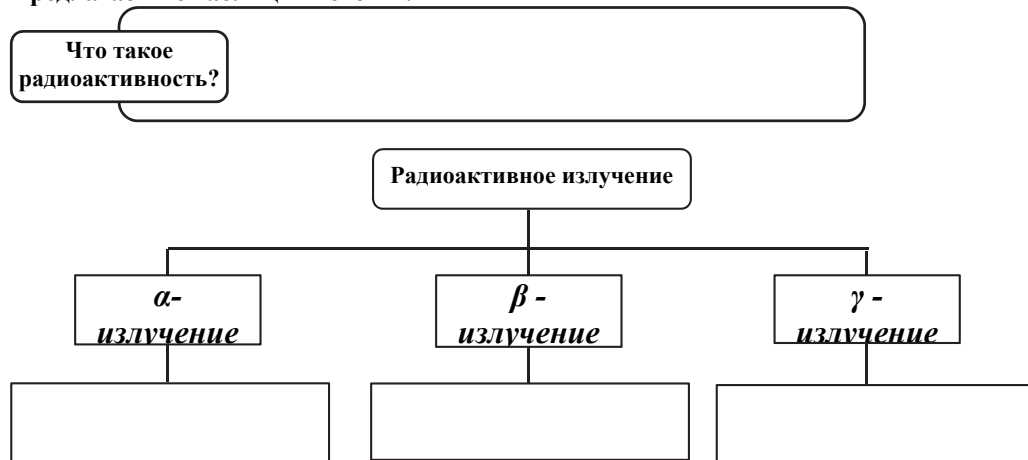 Что такое
радиоактивность?
Радиоактивное излучение
α-
излучение
β -
излучение
γ -
излучение